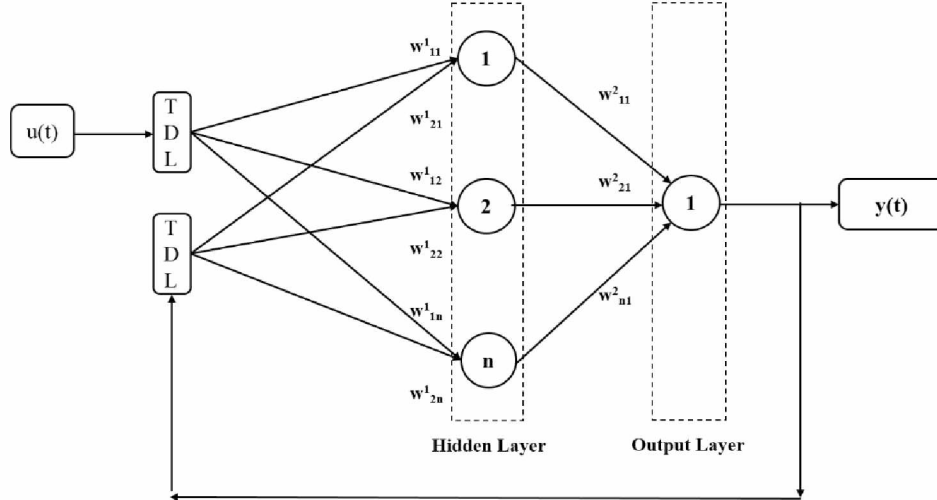 u(t)
T
D
L
T
D
L
w¹₁₁
w¹₂₁
w¹₁₂
w¹₂₂
w¹₁ₙ
w¹₂ₙ
1
2
n
Hidden Layer
w²₁₁
w²₂₁
w²ₙ₁
1
Output Layer
y(t)